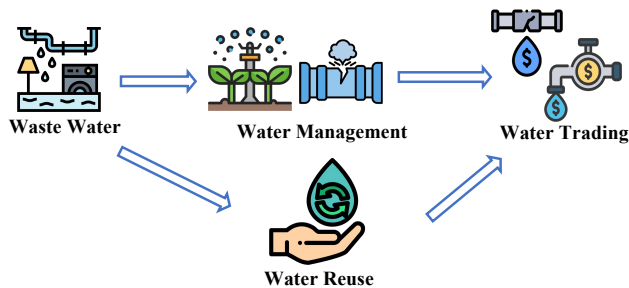 $
$
$
Waste Water
Water Management
Water Trading
Water Reuse